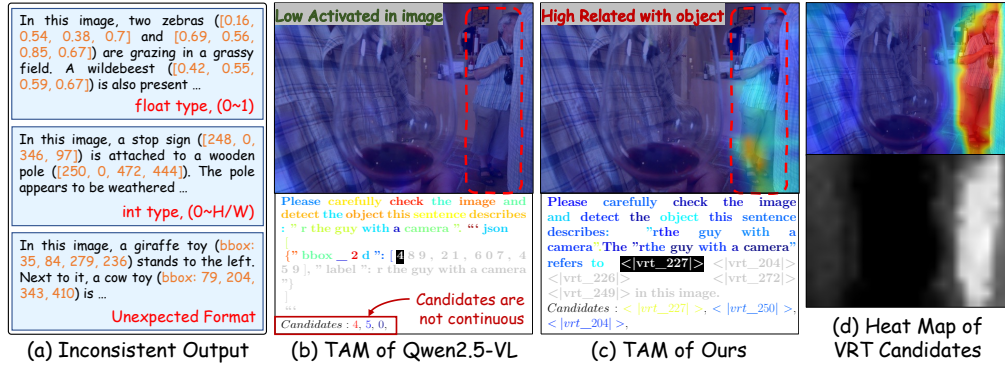 In this image, two zebras ([0.16,
0.54, 0.38, 0.7] and [0.69, 0.56,
0.85, 0.67]) are grazing in a grassy
field. A wildebeest ([0.42, 0.55,
0.59, 0.67]) is also present ...
float type, (0~1)
In this image, a stop sign ([248, 0,
346, 97]) is attached to a wooden
pole ([250, 0, 472, 444]). The pole
appears to be weathered ...
int type, (0~H/W)
In this image, a giraffe toy (bbox:
35, 84, 279, 236) stands to the left.
Next to it, a cow toy (bbox: 79, 204,
343, 410) is ...
Unexpected Format
(a) Inconsistent Output
Low Activated in image
Please carefully check the image and
detect the object this sentence describes
: " r the guy with a camera ". "‘ json
[
{" bbox _ 2 d ": [ 4 8 9 , 2 1 , 6 0 7 , 4
5 9 ], " label ": r the guy with a camera
"}
[
"‘
Candidates are
not continuous
Candidates : 4, 5, 0,
(b) TAM of Qwen2.5-VL
High Related with object
Please carefully check the image
and detect the object this sentence
describes: "rthe guy with a
camera".The "rthe guy with a camera"
refers to <|vrt_227|> <|vrt_204|>
<|vrt_226|> <|vrt_272|>
<|vrt_249|> in this image.
Candidates : < |vrt_227| >, < |vrt_250| >,
< |vrt_204| >,
(c) TAM of Ours
(d) Heat Map of
VRT Candidates